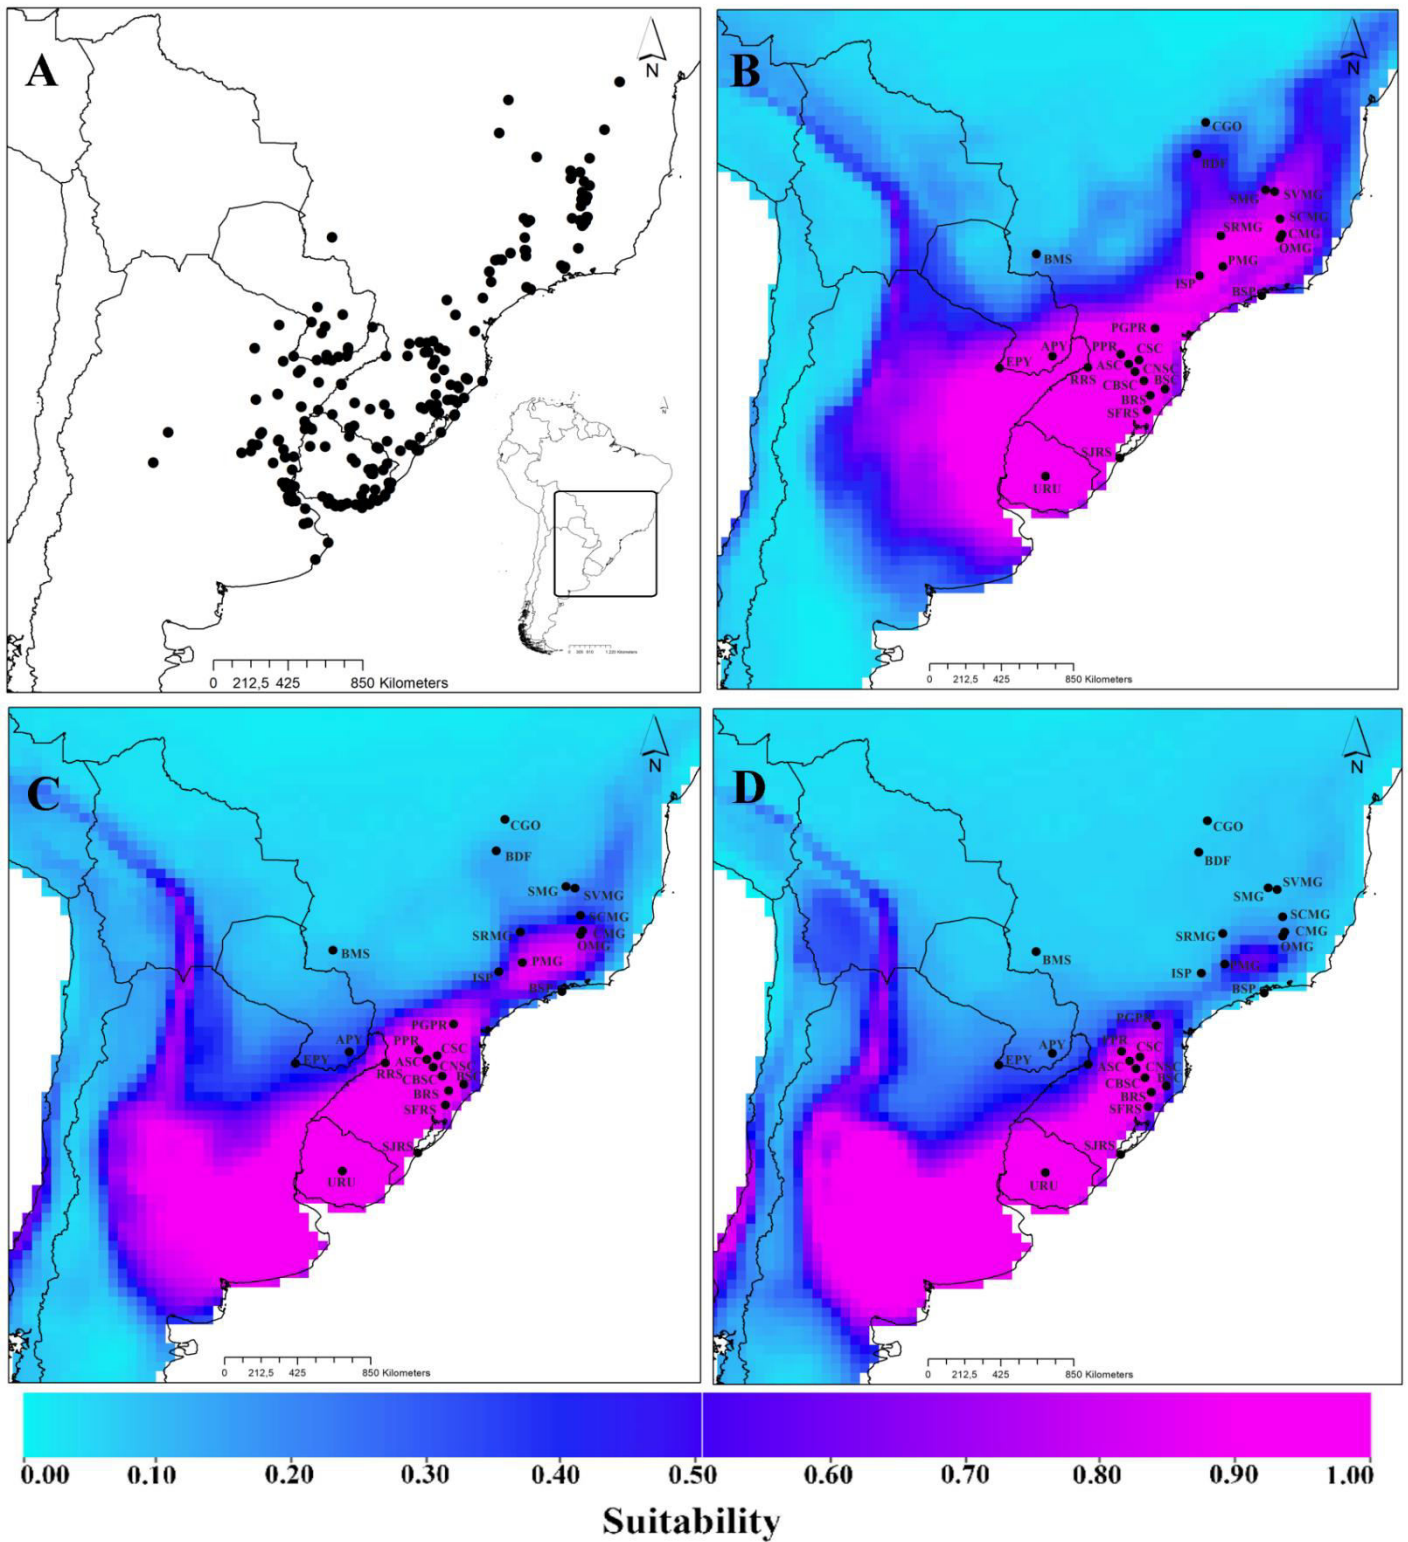 A
N
0 212,5 425 850 Kilometers
B
N
CGO
BDF
SMG
SVMG
SCMG
SRMG
CMG
OMG
BMS
PMG
ISP
BSP
PGPR
APY
PPR
CSC
EPY
ASC
CNSC
RRS
CBSC
BSC
BRS
SFRS
SJRS
URU
0 212,5 425 850 Kilometers
C
N
CGO
BDF
SMG
SVMG
SCMG
SRMG
CMG
OMG
BMS
PMG
ISP
BSP
PGPR
APY
PPR
CSC
EPY
ASC
CNSC
RRS
CBSC
BSC
BRS
SFRS
SJRS
URU
0 212,5 425 850 Kilometers
D
N
CGO
BDF
SMG
SVMG
SCMG
SRMG
CMG
OMG
BMS
PMG
ISP
BSP
PGPR
APY
PPR
CSC
EPY
ASC
CNSC
CBSC
BSC
BRS
SFRS
SJRS
URU
0 212,5 425 850 Kilometers
0.00 0.10 0.20 0.30 0.40 0.50 0.60 0.70 0.80 0.90 1.00
Suitability